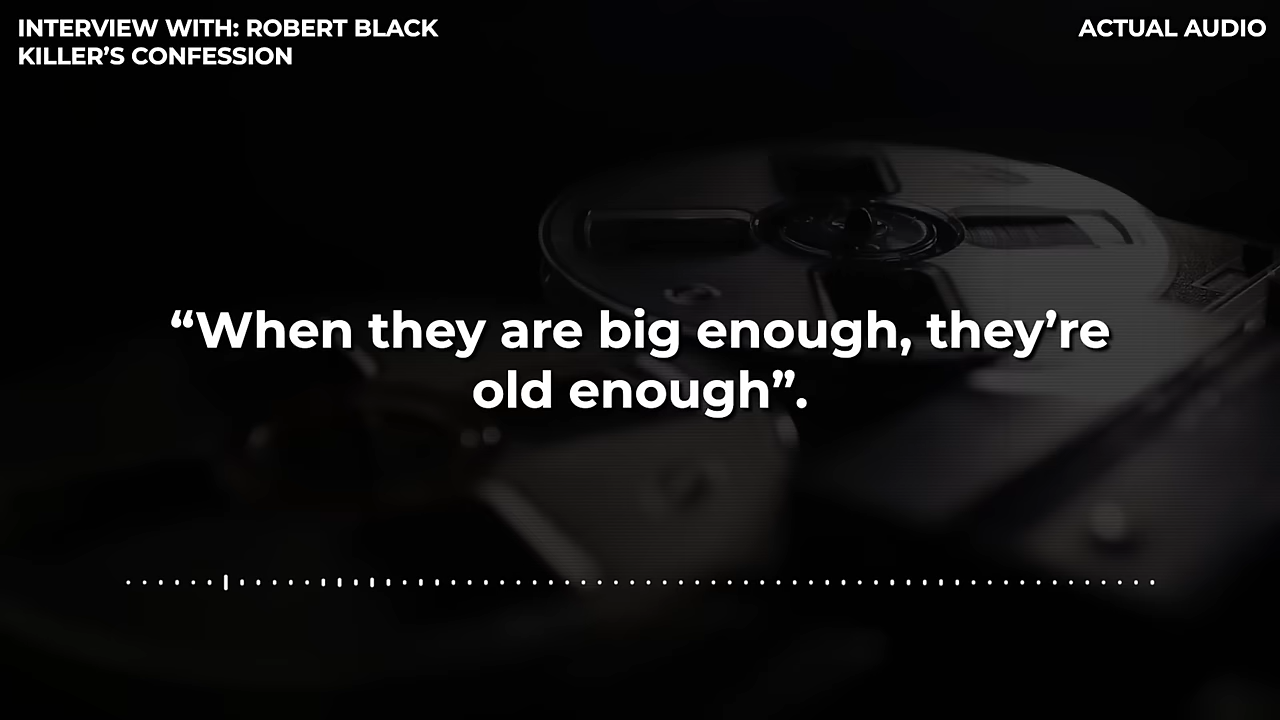 INTERVIEW WITH: ROBERT BLACK
KILLER’S CONFESSION
ACTUAL AUDIO
“When they are big enough, they’re
old enough”.